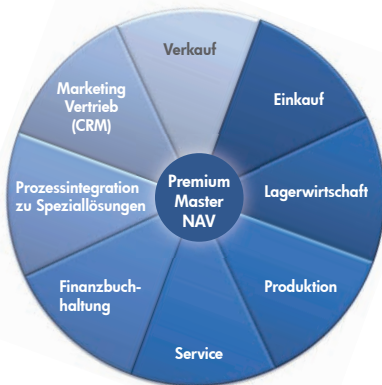 Verkauf
Einkauf
Lagerwirtschaft
Produktion
Service
Finanzbuch-
haltung
Prozessintegration
zu Speziallösungen
Marketing
Vertrieb
(CRM)
Premium
Master
NAV